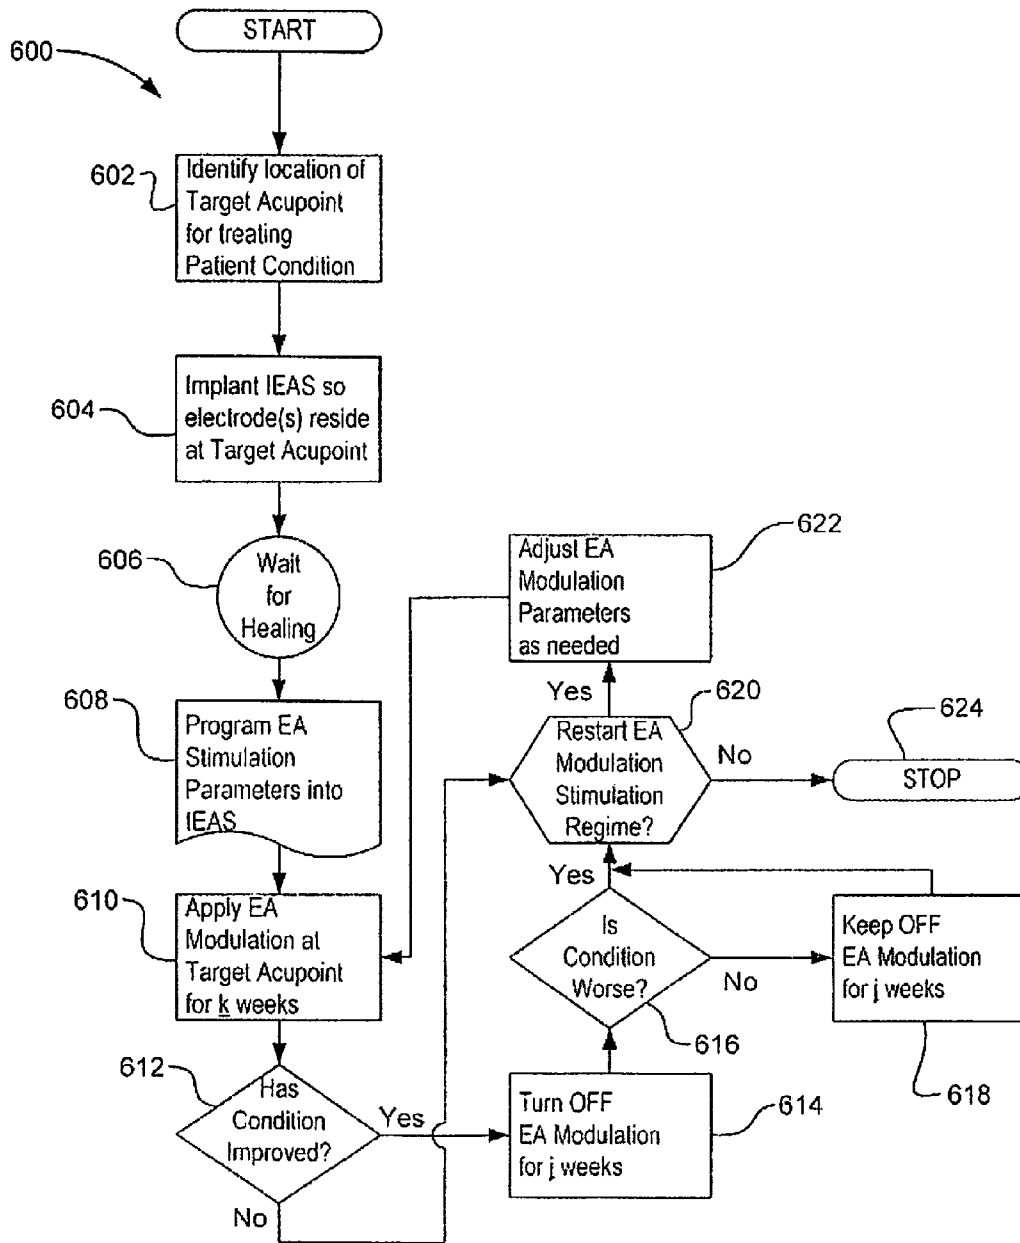 START
600
602
Identify location of
Target Acupoint
for treating
Patient Condition
604
Implant IEAS so
electrode(s) reside
at Target Acupoint
606
Wait
for
Healing
608
Program EA
Stimulation
Parameters into
IEAS
610
Apply EA
Modulation at
Target Acupoint
for k weeks
612
Has
Condition
Improved?
Yes
No
622
Adjust EA
Modulation
Parameters
as needed
Yes
620
Restart EA
Modulation
Stimulation
Regime?
No
624
STOP
Yes
Is
Condition
Worse?
No
616
Keep OFF
EA Modulation
for j weeks
618
Turn OFF
EA Modulation
for j weeks
614